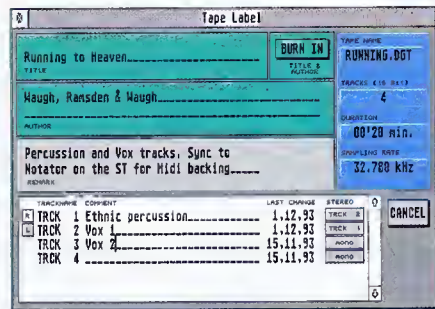 Tape Label
Running to Heaven
TITLE
BURN IN
TITLE &
AUTHOR
Waugh, Ramsden & Waugh
AUTHOR
Percussion and Vox tracks. Sync to
Notator on the ST for Midi backing
REMARK
TAPE NAME
RUNNING.DGT
TRACKS (16 Bit)
4
DURATION
00'20 min.
SAMPLING RATE
32.780 kHz
TRACKNAME COMMENT LAST CHANGE STEREO
R TRCK 1 Ethnic percussion 1.12.93 TRCK 2
L TRCK 2 Vox 1 1.12.93 TRCK 1
TRCK 3 Vox 2 15.11.93 MONO
TRCK 4 15.11.93 MONO
CANCEL